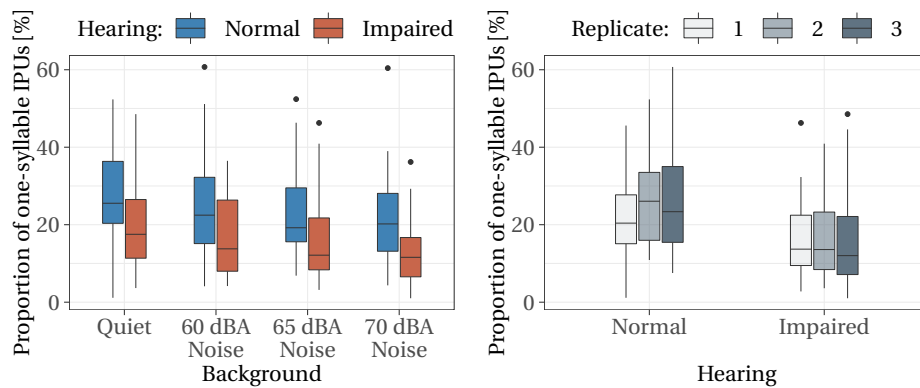 Hearing: Normal Impaired
Proportion of one-syllable IPUs [%]
60
40
20
0
Quiet 60 dBA Noise 65 dBA Noise 70 dBA Noise
Background
Replicate: 1 2 3
Proportion of one-syllable IPUs [%]
60
40
20
0
Normal Impaired
Hearing